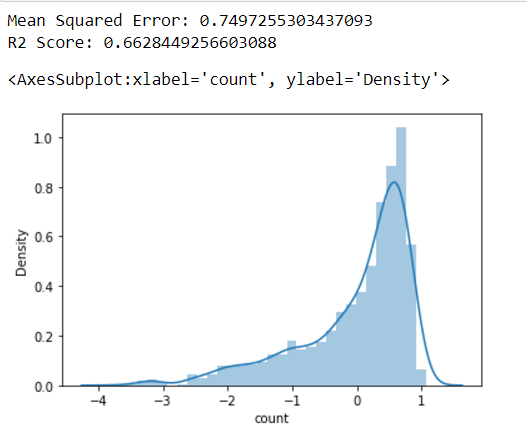 Mean Squared Error: 0.7497255303437093
R2 Score: 0.6628449256603088
<AxesSubplot:xlabel='count', ylabel='Density'>
1.0
0.8
0.6
0.4
0.2
0.0
Density
−4 −3 −2 −1 0 1
count